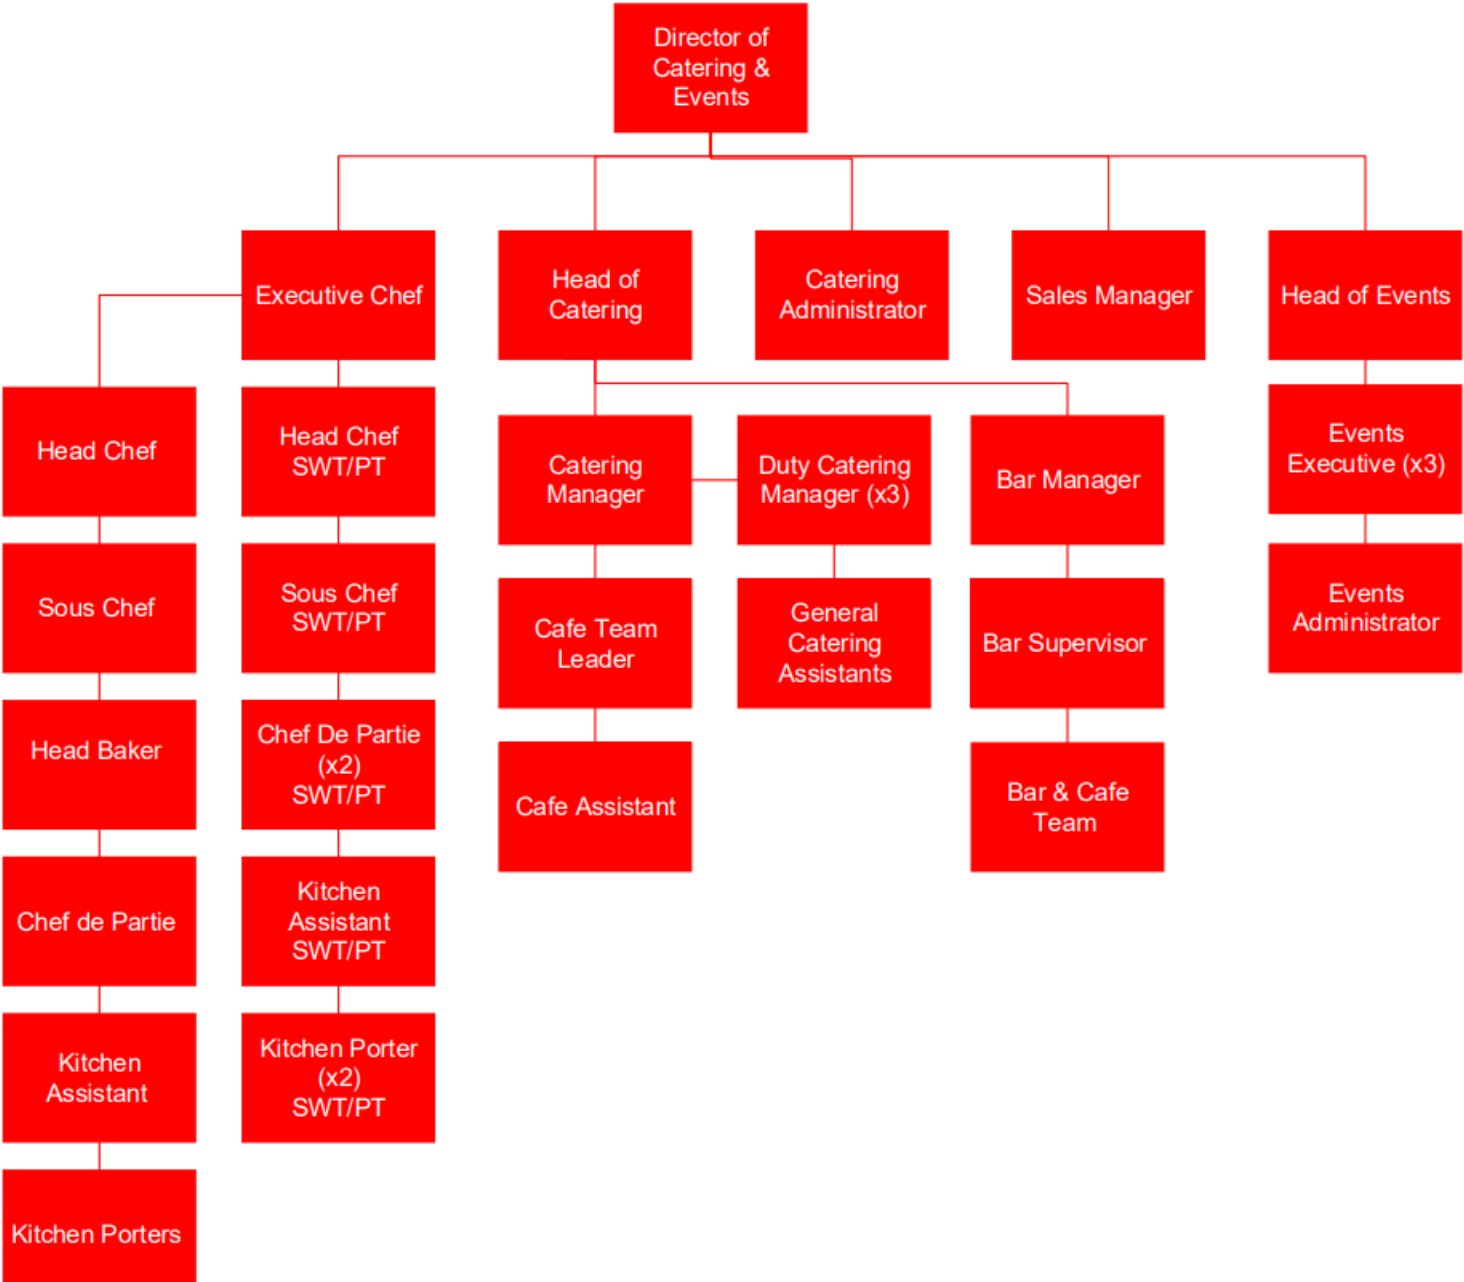 Director of
Catering &
Events
Executive Chef
Head of
Catering
Catering
Administrator
Sales Manager
Head of Events
Head Chef
Head Chef
SWT/PT
Catering
Manager
Duty Catering
Manager (x3)
Bar Manager
Events
Executive (x3)
Sous Chef
Sous Chef
SWT/PT
Cafe Team
Leader
General
Catering
Assistants
Bar Supervisor
Events
Administrator
Head Baker
Chef De Partie
(x2)
SWT/PT
Cafe Assistant
Bar & Cafe
Team
Chef de Partie
Kitchen
Assistant
SWT/PT
Kitchen
Assistant
Kitchen Porter
(x2)
SWT/PT
Kitchen Porters